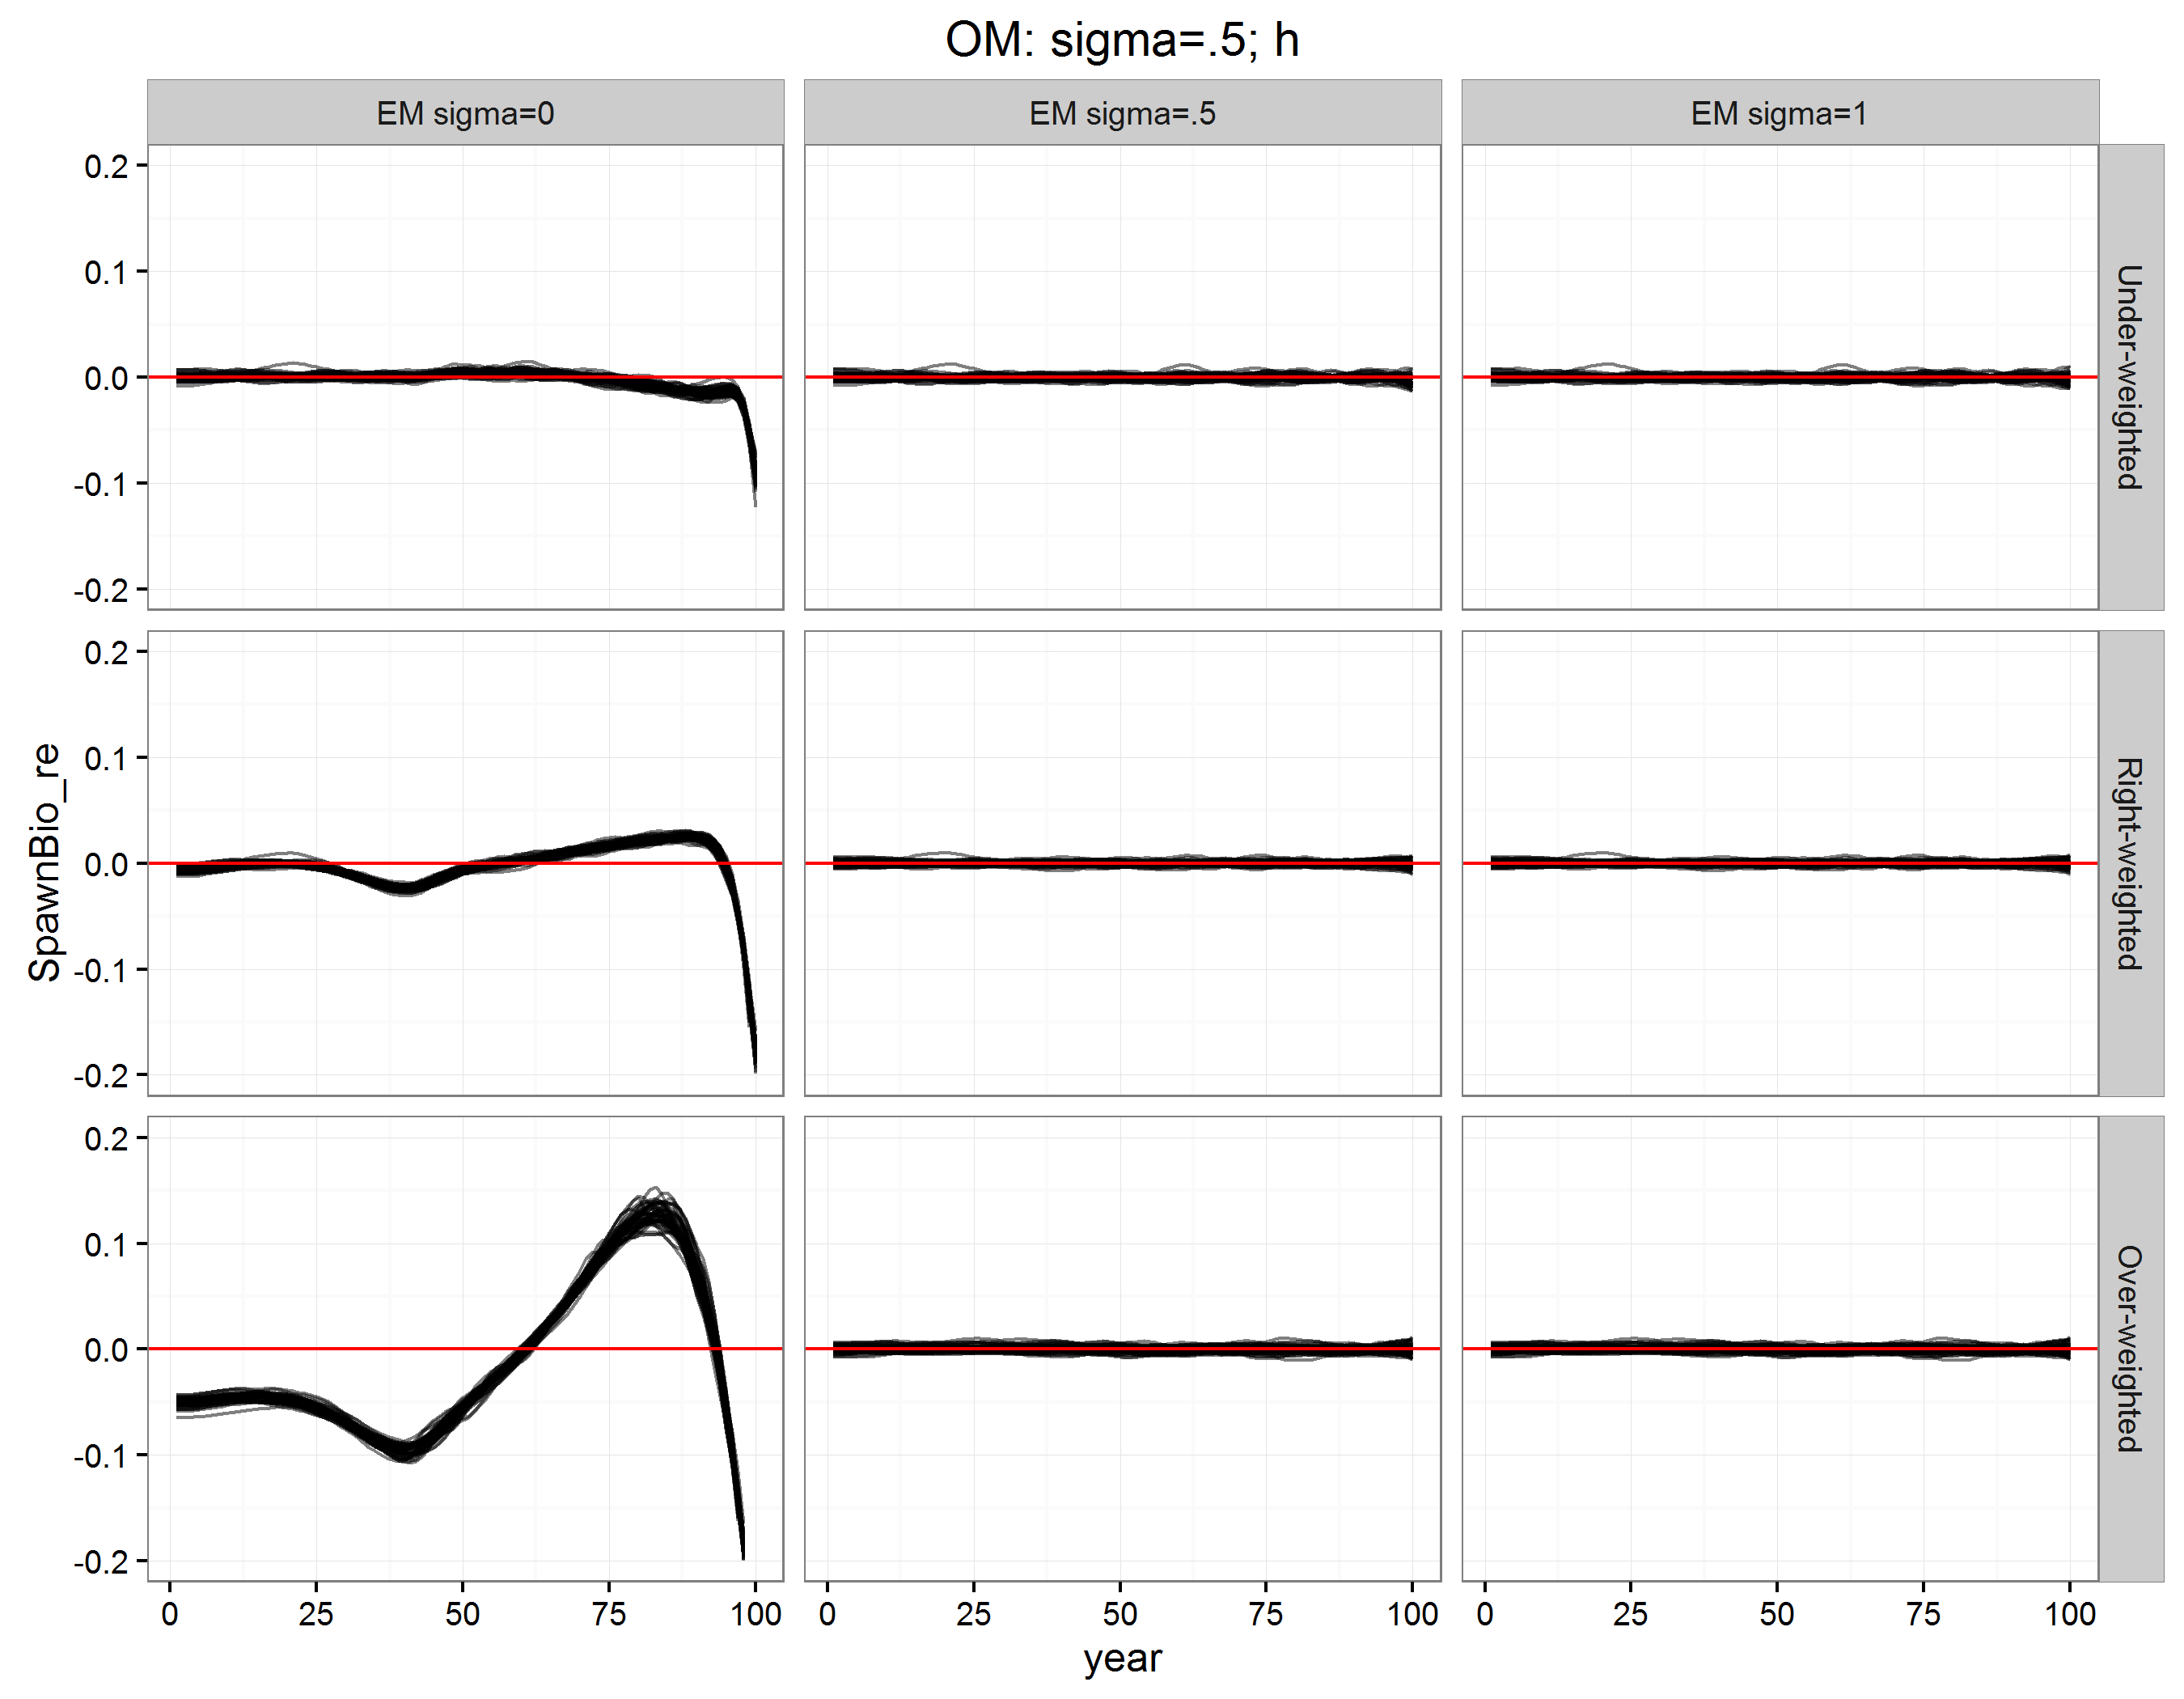 OM: sigma=.5; h
EM sigma=0
EM sigma=.5
EM sigma=1
0.2
0.1
0.0
-0.1
-0.2
Under-weighted
SpawnBio_re
0.2
0.1
0.0
-0.1
-0.2
Right-weighted
0.2
0.1
0.0
-0.1
-0.2
Over-weighted
0 25 50 75 100
0 25 50 75 100
0 25 50 75 100
year